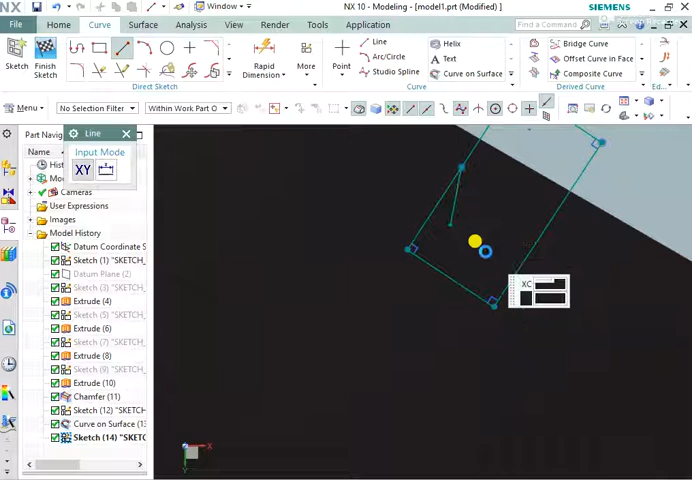 NX
Window
NX 10 - Modeling - [model1.prt (Modified) ]
SIEMENS
File
Home
Curve
Surface
Analysis
View
Render
Tools
Application
Find a Command
Sketch
Finish
Sketch
Rapid
Dimension
More
Point
Line
Arc/Circle
Studio Spline
Helix
Text
Curve on Surface
Bridge Curve
Offset Curve in Face
Composite Curve
Direct Sketch
Curve
Derived Curve
Menu
No Selection Filter
Within Work Part O
Part Navig
Line
Input Mode
XY
Name
Cameras
User Expressions
Images
Model History
Datum Coordinate S
Sketch (1) "SKETCH_
Datum Plane (2)
Sketch (3) "SKETCH_
Extrude (4)
Sketch (5) "SKETCH_
Extrude (6)
Sketch (7) "SKETCH_
Extrude (8)
Sketch (9) "SKETCH_
Extrude (10)
Chamfer (11)
Sketch (12) "SKETCH
Curve on Surface (13
Sketch (14) "SKETC
XC
X
Y